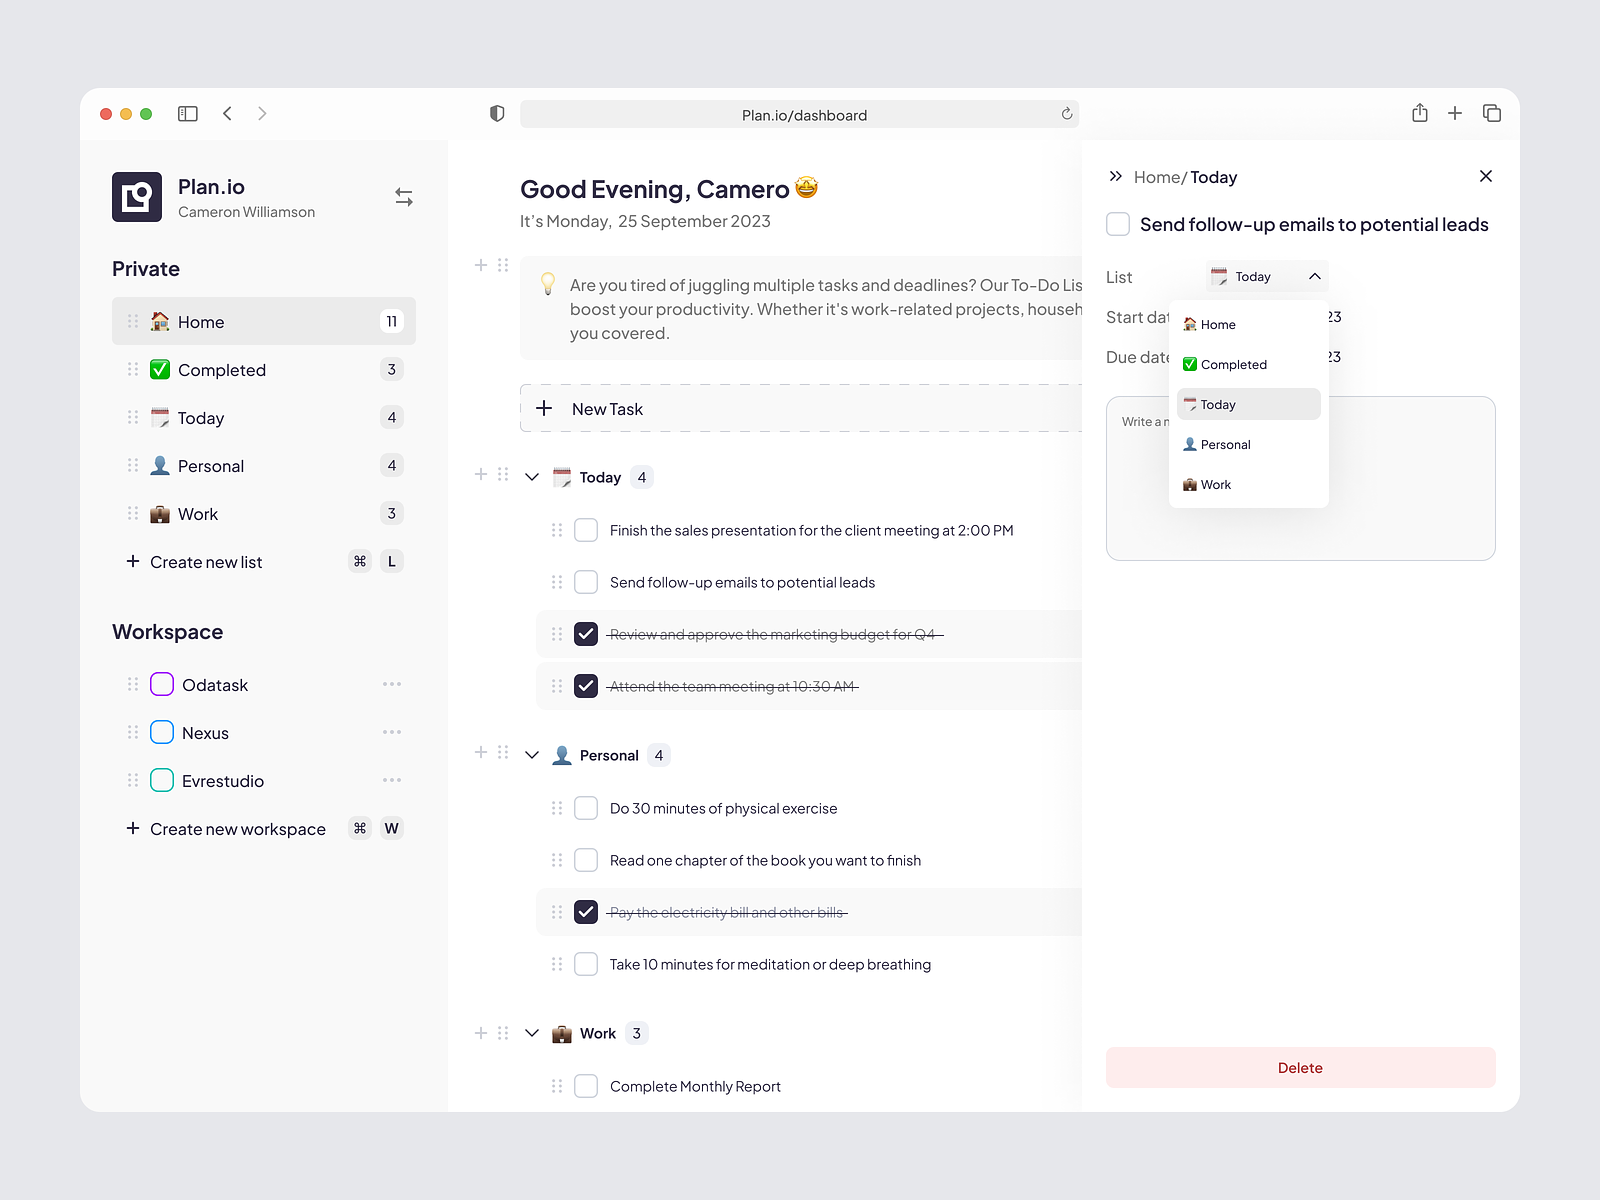 Plan.io/dashboard
Plan.io
Cameron Williamson
Private
Home 11
Completed 3
Today 4
Personal 4
Work 3
Create new list ⌘ L
Workspace
Odatask
Nexus
Evrestudio
Create new workspace ⌘ W
Good Evening, Camero 🤩
It's Monday, 25 September 2023
Are you tired of juggling multiple tasks and deadlines? Our To-Do Lis
boost your productivity. Whether it's work-related projects, househ
you covered.
New Task
Today 4
Finish the sales presentation for the client meeting at 2:00 PM
Send follow-up emails to potential leads
Review and approve the marketing budget for Q4
Attend the team meeting at 10:30 AM
Personal 4
Do 30 minutes of physical exercise
Read one chapter of the book you want to finish
Pay the electricity bill and other bills
Take 10 minutes for meditation or deep breathing
Work 3
Complete Monthly Report
Home/ Today
Send follow-up emails to potential leads
List Today
Start dat 23
Due date 23
Write a n
Home
Completed
Today
Personal
Work
Delete